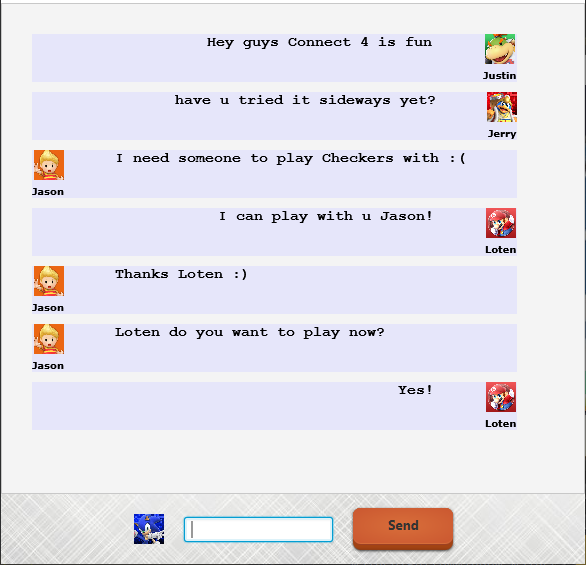 Hey guys Connect 4 is fun
Justin
have u tried it sideways yet?
Jerry
I need someone to play Checkers with :(
Jason
I can play with u Jason!
Loten
Thanks Loten :)
Jason
Loten do you want to play now?
Jason
Yes!
Loten
Send